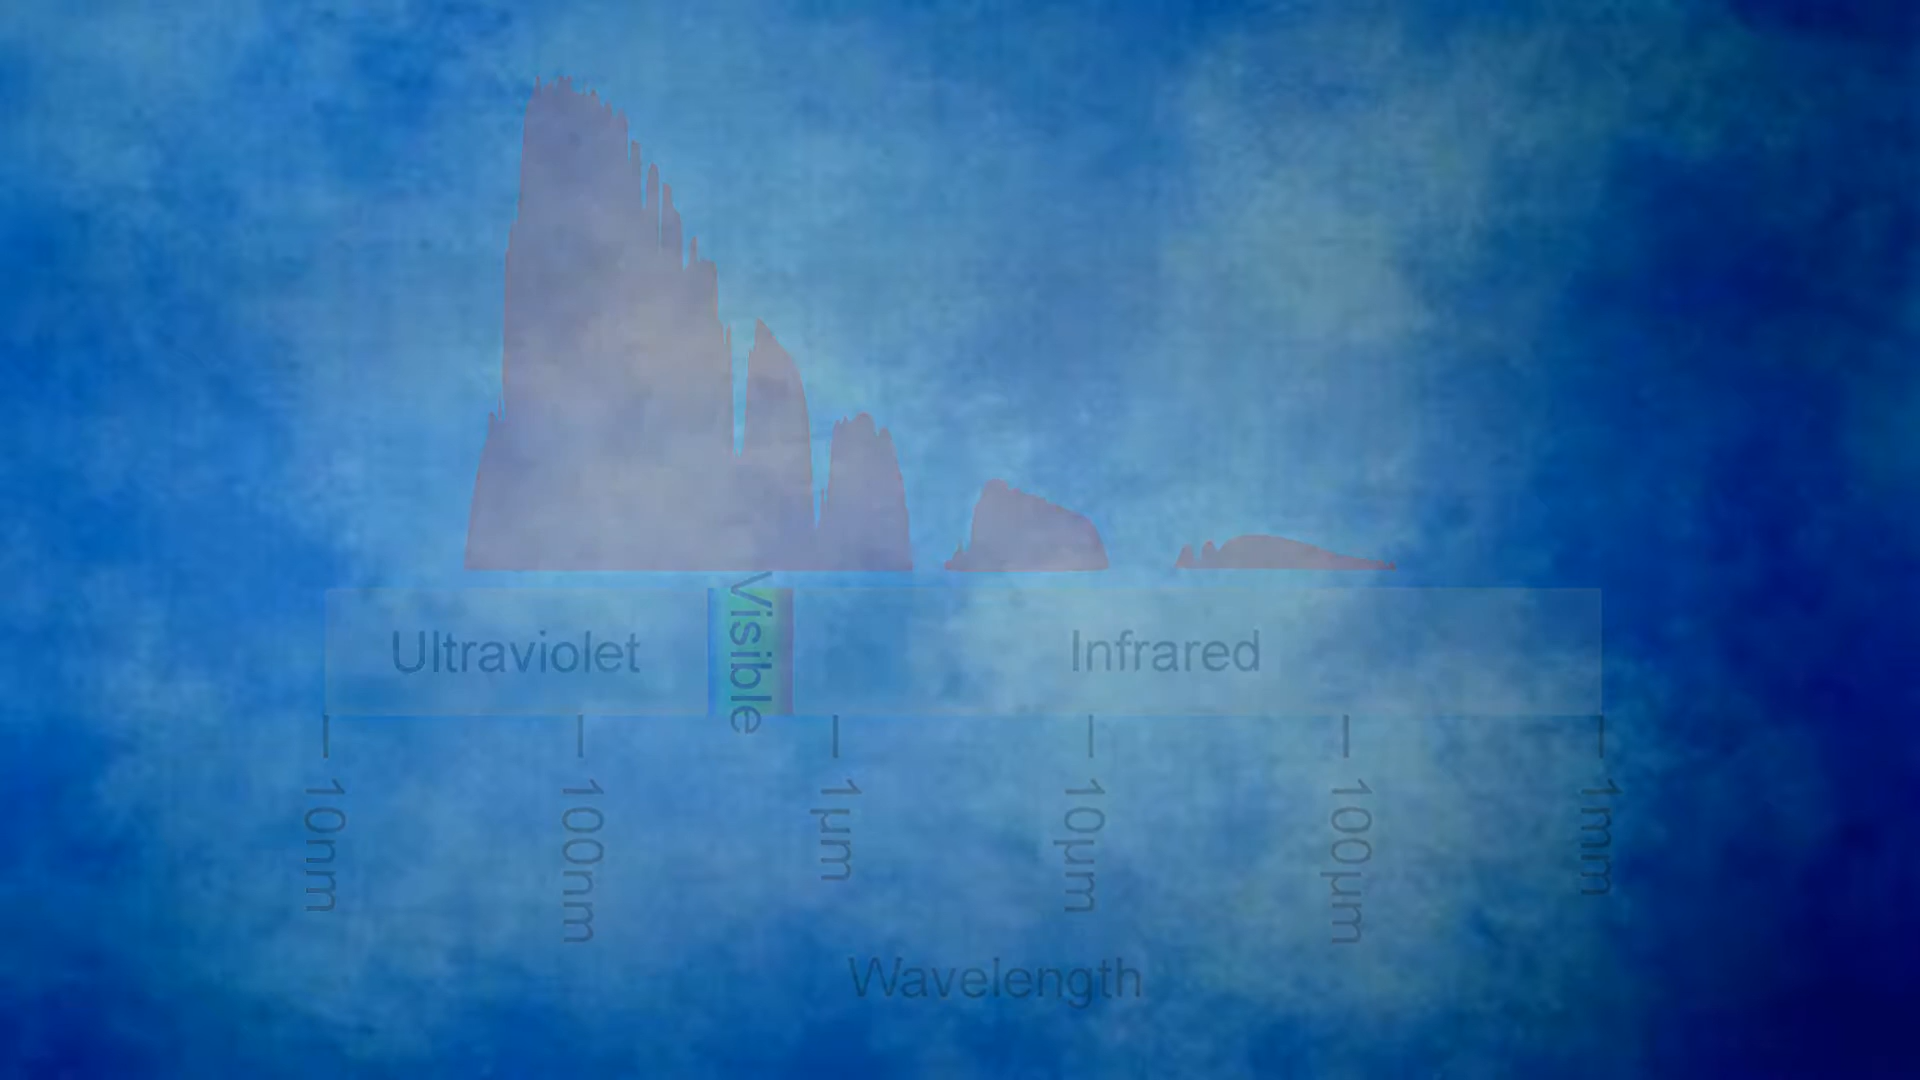 Ultraviolet
Visible
Infrared
10nm
100nm
1µm
10µm
100µm
1mm
Wavelength